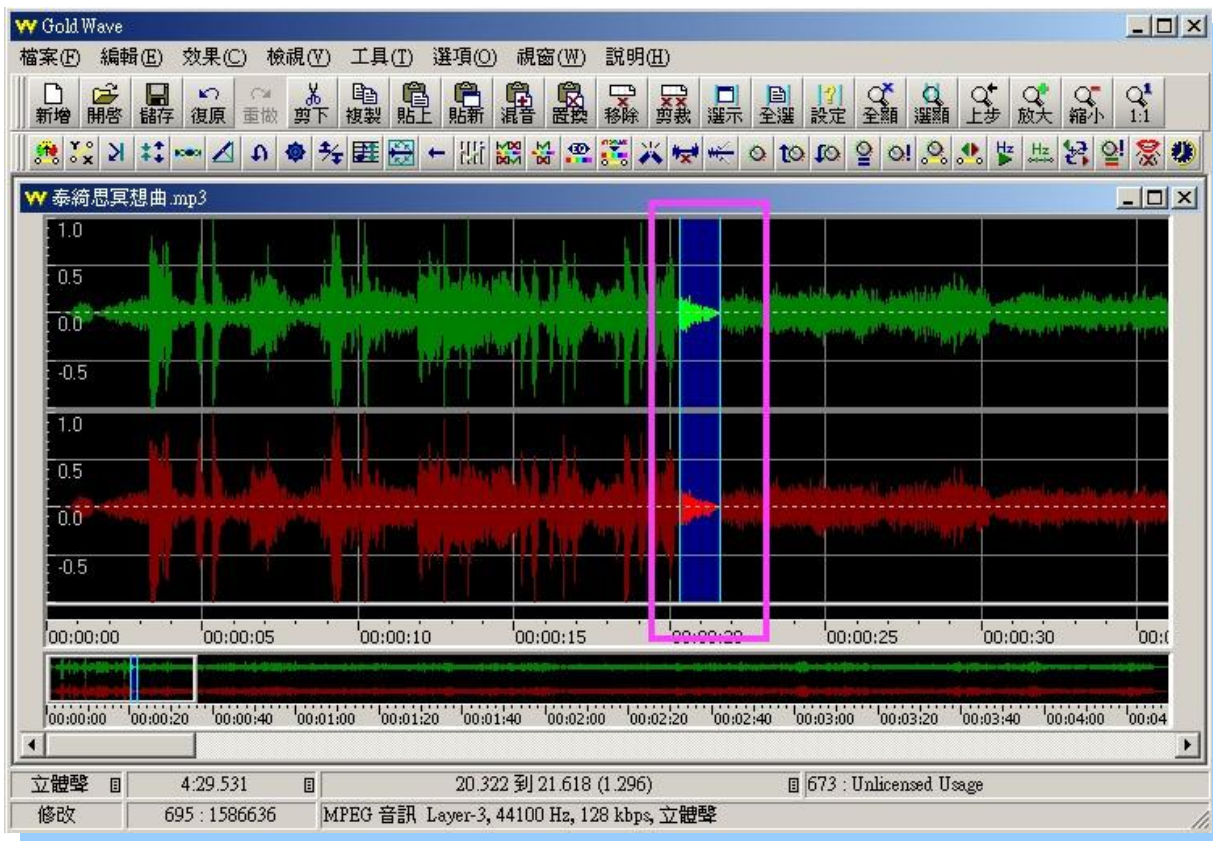 GoldWave
檔案(F) 編輯(E) 效果(C) 檢視(V) 工具(T) 選項(O) 視窗(W) 說明(H)
新增 開啓 儲存 復原 重做 剪下 複製 貼上 貼新 混音 置換 移除 剪裁 選示 全選 設定 全顯 選顯 上步 放大 縮小 1:1
泰綺思冥想曲.mp3
1.0
0.5
0.0
-0.5
1.0
0.5
0.0
-0.5
00:00:00 00:00:05 00:00:10 00:00:15 00:00:20 00:00:25 00:00:30 00:0
00:00:00 00:00:20 00:00:40 00:01:00 00:01:20 00:01:40 00:02:00 00:02:20 00:02:40 00:03:00 00:03:20 00:03:40 00:04:00 00:04
立體聲 4:29.531 20.322 到 21.618 (1.296) 673 : Unlicensed Usage
修改 695 : 1586636 MPEG 音訊 Layer-3, 44100 Hz, 128 kbps, 立體聲